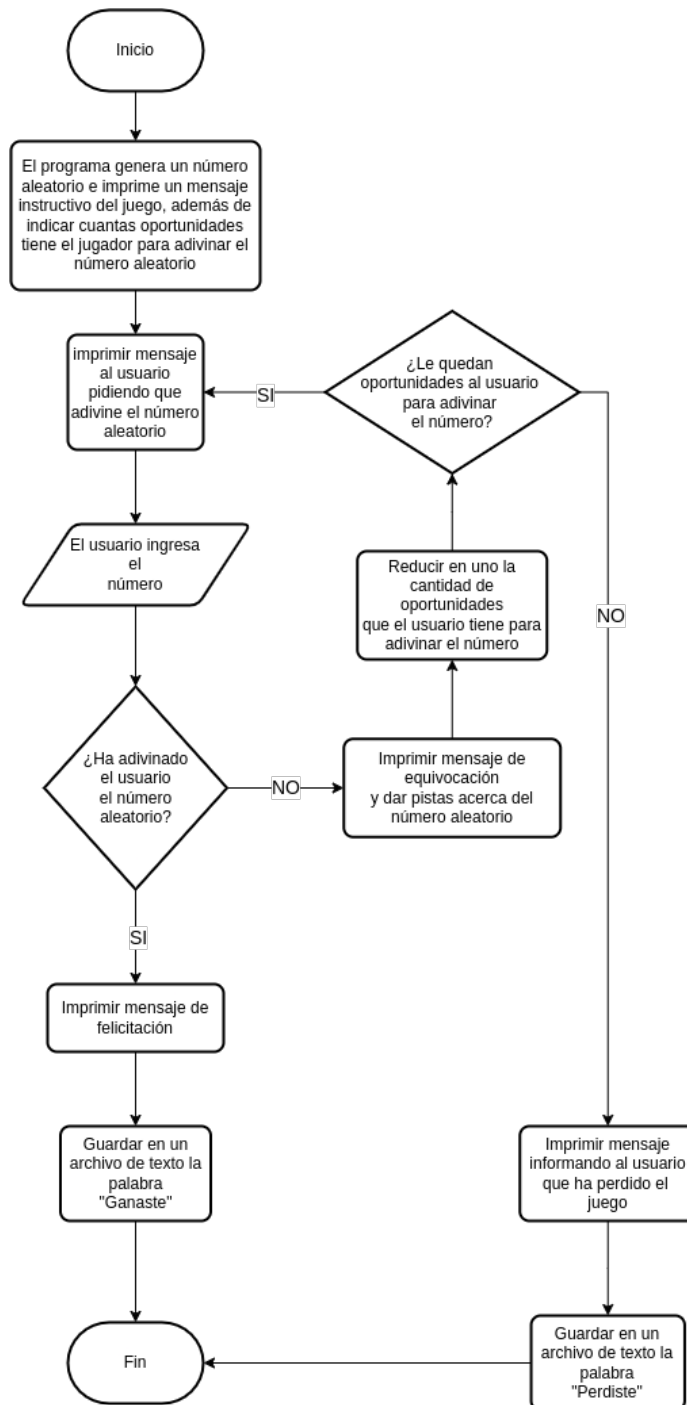 Inicio
El programa genera un número
aleatorio e imprime un mensaje
instructivo del juego, además de
indicar cuantas oportunidades
tiene el jugador para adivinar el
número aleatorio
imprimir mensaje
al usuario
pidiendo que
adivine el número
aleatorio
SI
¿Le quedan
oportunidades al usuario
para adivinar
el número?
El usuario ingresa
el
número
Reducir en uno la
cantidad de
oportunidades
que el usuario tiene para
adivinar el número
NO
¿Ha adivinado
el usuario
el número
aleatorio?
NO
Imprimir mensaje de
equivocación
y dar pistas acerca del
número aleatorio
SI
Imprimir mensaje de
felicitación
Guardar en un
archivo de texto la
palabra
"Ganaste"
Imprimir mensaje
informando al usuario
que ha perdido el
juego
Fin
Guardar en un
archivo de texto la
palabra
"Perdiste"